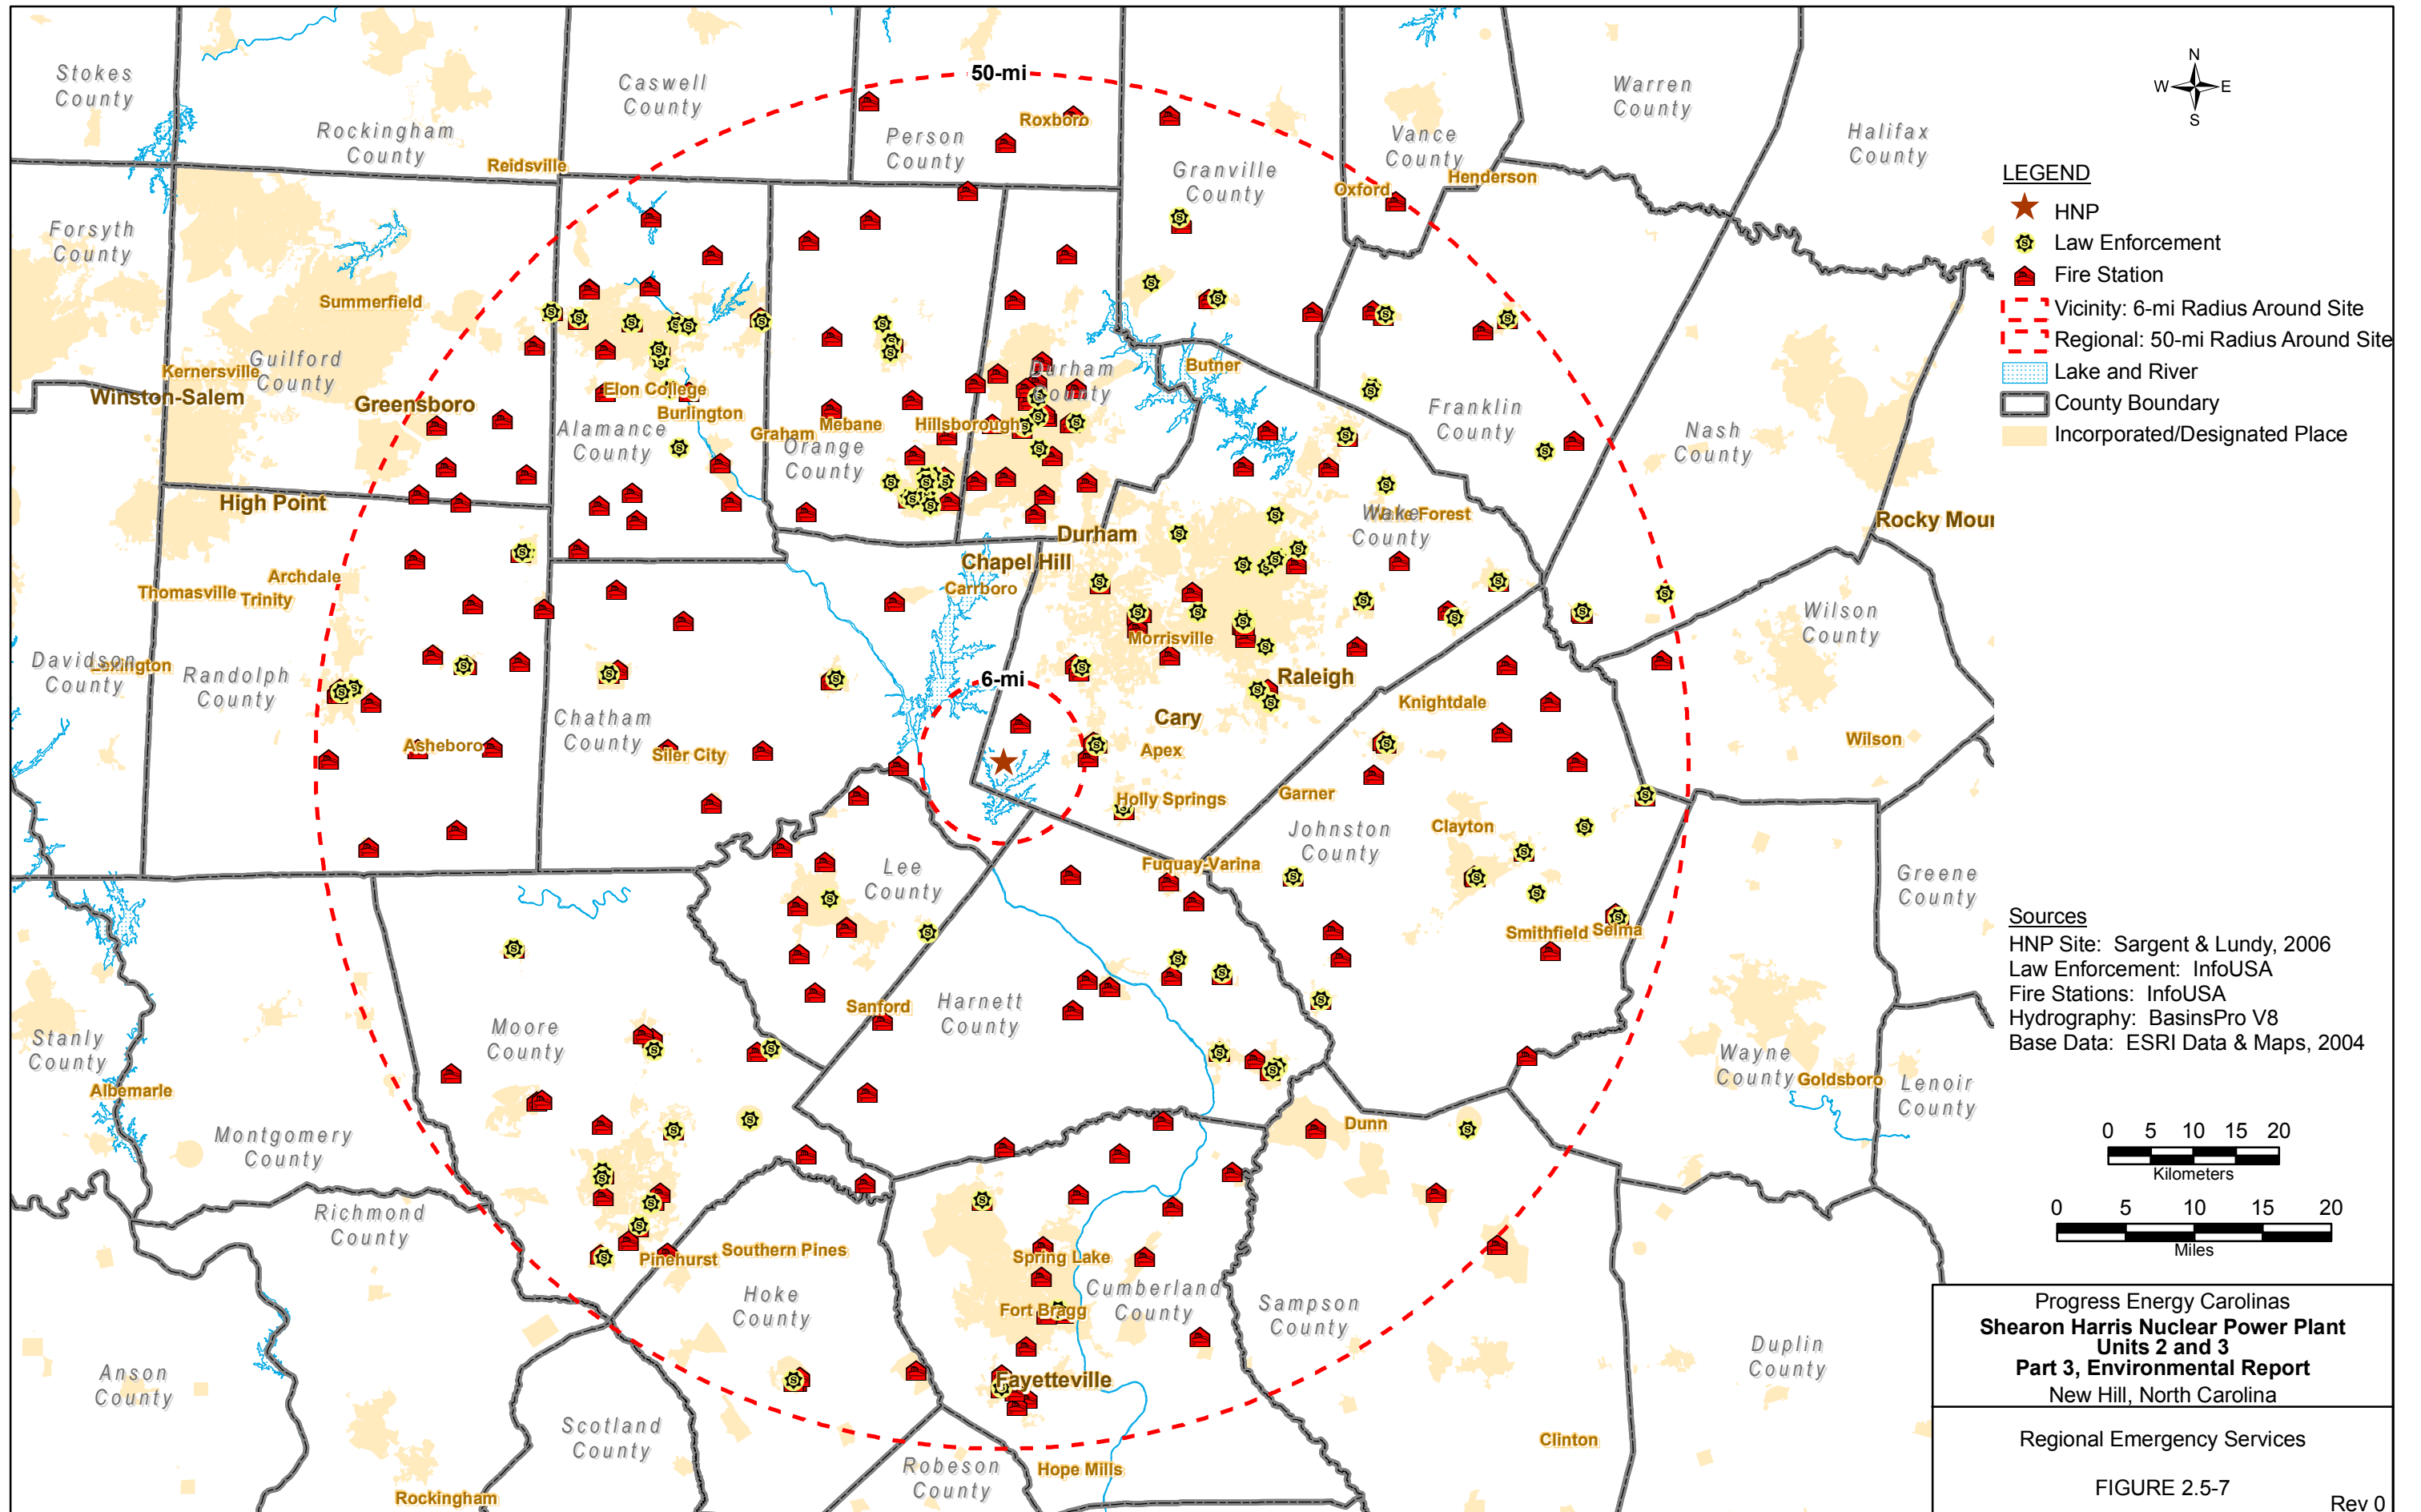 50-mi
Stokes
County
Rockingham
County
Caswell
County
Person
County
Roxboro
Granville
County
Vance
County
Warren
County
Halifax
County
Reidsville
Oxford
Henderson
Forsyth
County
Summerfield
Kernersville
Guilford
County
Winston-Salem
Greensboro
Elon College
Burlington
Alamance
County
Graham
Mebane
Orange
County
Hillsborough
Durham
County
Butner
Franklin
County
Nash
County
High Point
Durham
Chapel Hill
Carrboro
Wake
County
Wake Forest
Rocky Moun
Thomasville
Archdale
Trinity
Davidson
County
Lexington
Randolph
County
Asheboro
Chatham
County
Siler City
6-mi
Morrisville
Raleigh
Cary
Apex
Holly Springs
Garner
Knightdale
Wilson
County
Wilson
Johnston
County
Clayton
Fuquay-Varina
Lee
County
Smithfield
Selma
Greene
County
Sanford
Harnett
County
Moore
County
Stanly
County
Albemarle
Montgomery
County
Wayne
County
Goldsboro
Lenoir
County
Dunn
Richmond
County
Pinehurst
Southern Pines
Hoke
County
Spring Lake
Fort Bragg
Cumberland
County
Sampson
County
Fayetteville
Duplin
County
Anson
County
Scotland
County
Robeson
County
Hope Mills
Clinton
Rockingham
N
W
E
S
LEGEND
HNP
Law Enforcement
Fire Station
Vicinity: 6-mi Radius Around Site
Regional: 50-mi Radius Around Site
Lake and River
County Boundary
Incorporated/Designated Place
Sources
HNP Site: Sargent & Lundy, 2006
Law Enforcement: InfoUSA
Fire Stations: InfoUSA
Hydrography: BasinsPro V8
Base Data: ESRI Data & Maps, 2004
0 5 10 15 20
Kilometers
0 5 10 15 20
Miles
Progress Energy Carolinas
Shearon Harris Nuclear Power Plant
Units 2 and 3
Part 3, Environmental Report
New Hill, North Carolina
Regional Emergency Services
FIGURE 2.5-7
Rev 0